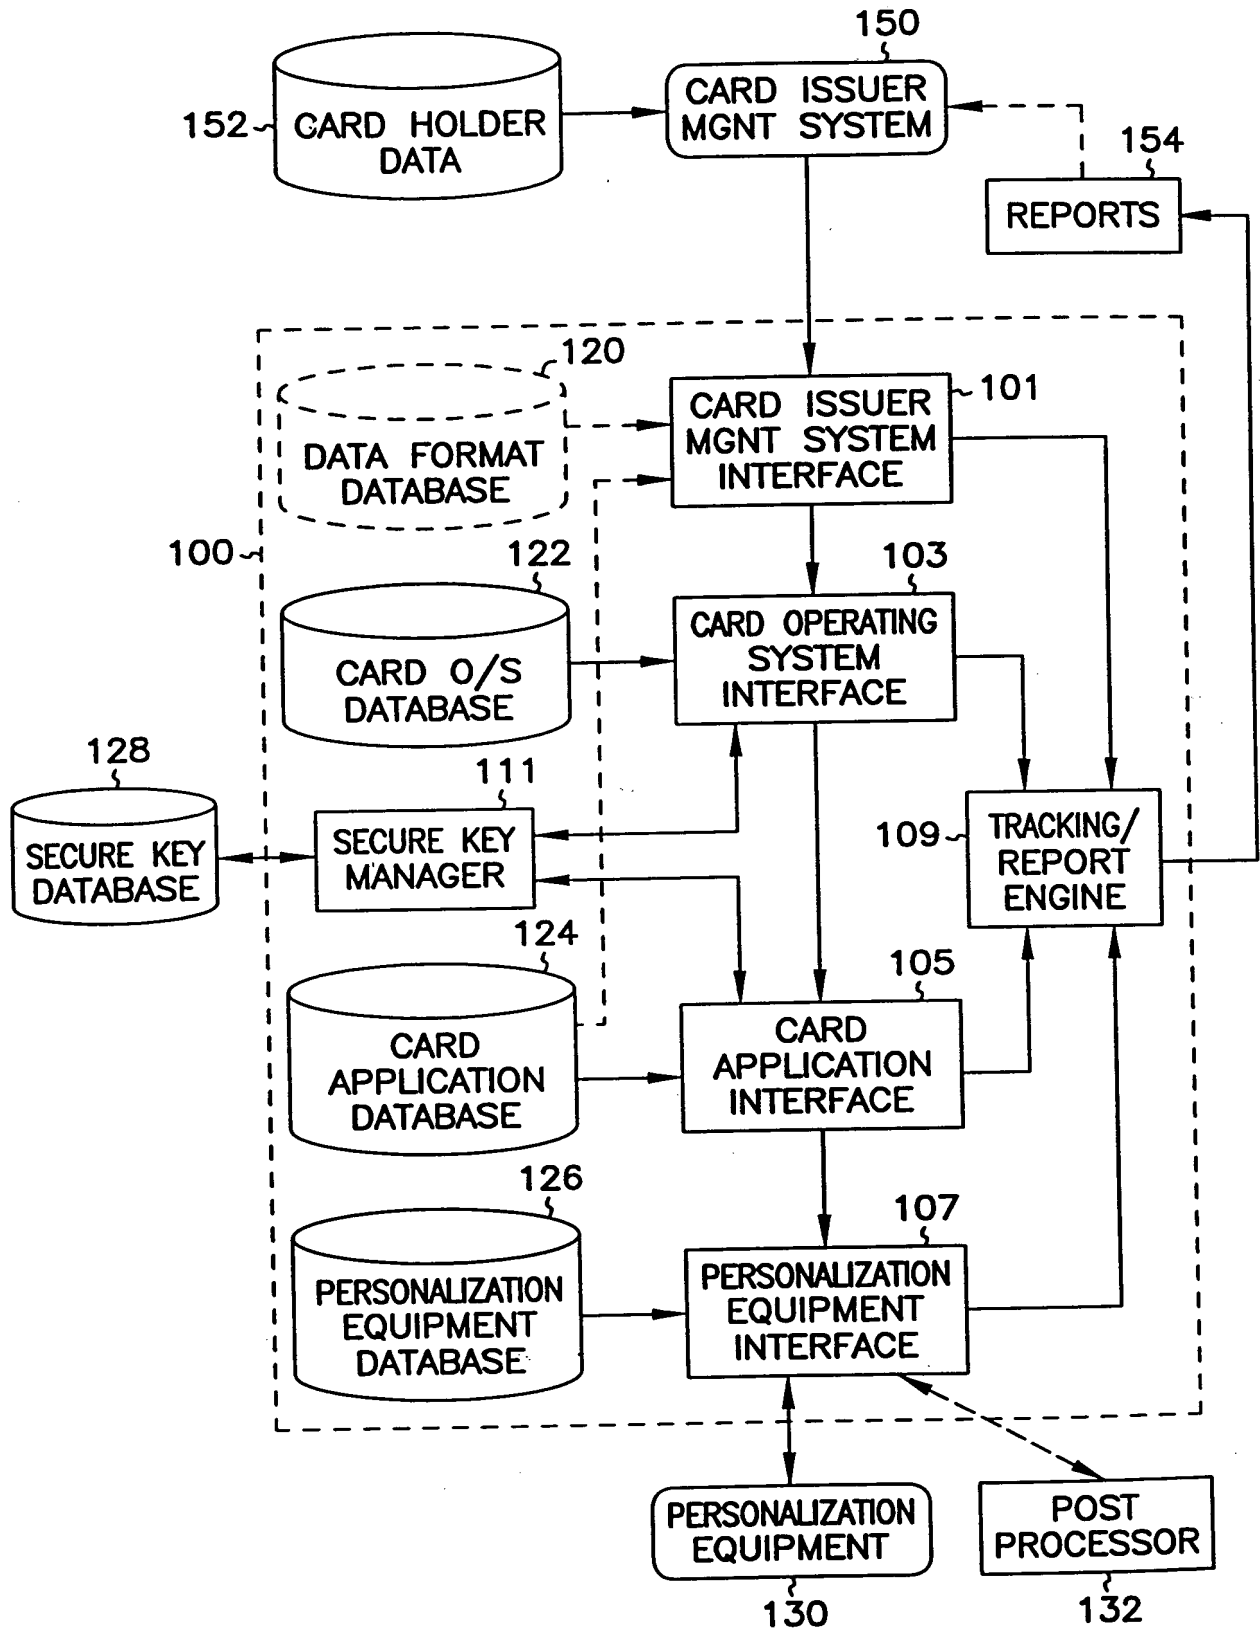 150
CARD ISSUER
MGNT SYSTEM
152
CARD HOLDER
DATA
154
REPORTS
120
DATA FORMAT
DATABASE
101
CARD ISSUER
MGNT SYSTEM
INTERFACE
100
122
CARD O/S
DATABASE
103
CARD OPERATING
SYSTEM
INTERFACE
128
SECURE KEY
DATABASE
111
SECURE KEY
MANAGER
109
TRACKING/
REPORT
ENGINE
124
CARD
APPLICATION
DATABASE
105
CARD
APPLICATION
INTERFACE
126
PERSONALIZATION
EQUIPMENT
DATABASE
107
PERSONALIZATION
EQUIPMENT
INTERFACE
PERSONALIZATION
EQUIPMENT
130
POST
PROCESSOR
132